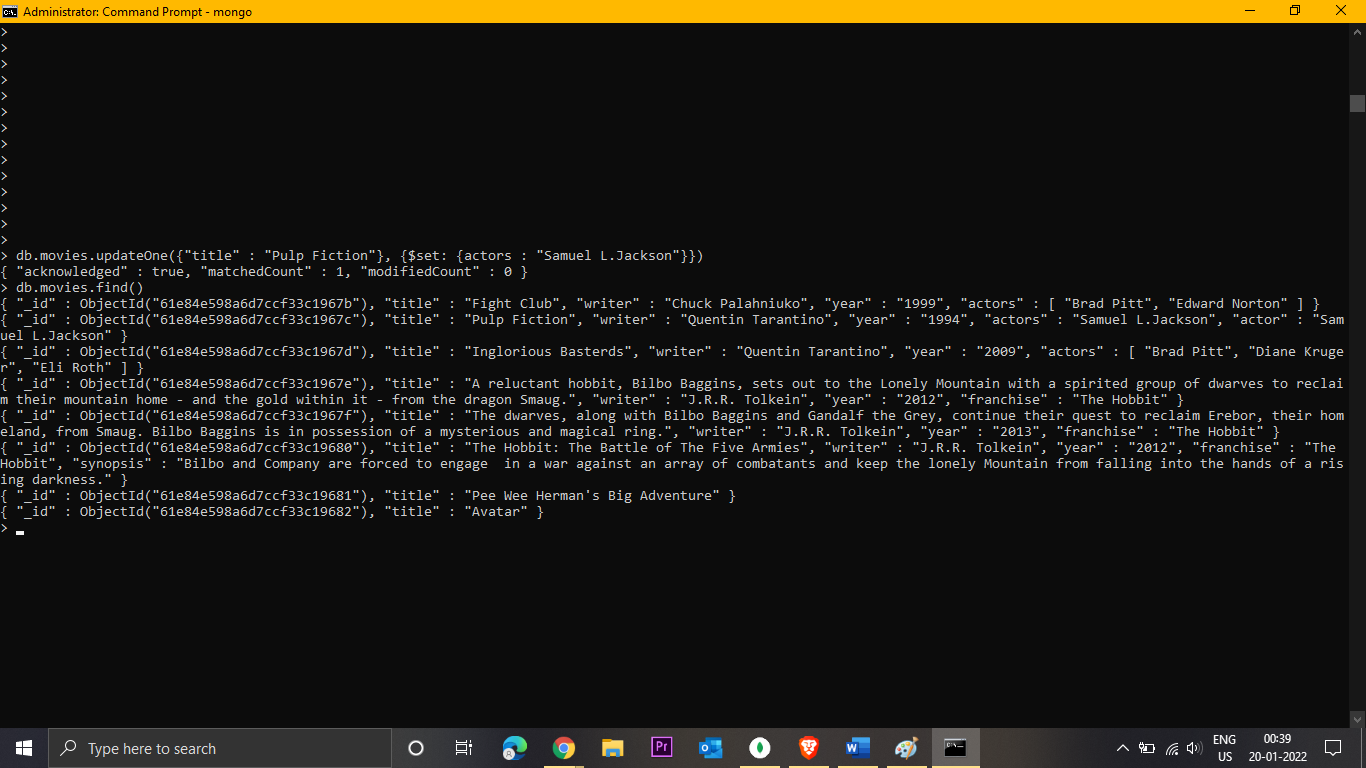 Administrator: Command Prompt - mongo
>
>
>
>
>
>
>
>
>
>
>
>
>
>
> db.movies.updateOne({"title" : "Pulp Fiction"}, {$set: {actors : "Samuel L.Jackson"}})
{ "acknowledged" : true, "matchedCount" : 1, "modifiedCount" : 0 }
> db.movies.find()
{ "_id" : ObjectId("61e84e598a6d7ccf33c1967b"), "title" : "Fight Club", "writer" : "Chuck Palahniuko", "year" : "1999", "actors" : [ "Brad Pitt", "Edward Norton" ] }
{ "_id" : ObjectId("61e84e598a6d7ccf33c1967c"), "title" : "Pulp Fiction", "writer" : "Quentin Tarantino", "year" : "1994", "actors" : "Samuel L.Jackson", "actor" : "Sam
uel L.Jackson" }
{ "_id" : ObjectId("61e84e598a6d7ccf33c1967d"), "title" : "Inglorious Basterds", "writer" : "Quentin Tarantino", "year" : "2009", "actors" : [ "Brad Pitt", "Diane Kruge
r", "Eli Roth" ] }
{ "_id" : ObjectId("61e84e598a6d7ccf33c1967e"), "title" : "A reluctant hobbit, Bilbo Baggins, sets out to the Lonely Mountain with a spirited group of dwarves to reclai
m their mountain home - and the gold within it - from the dragon Smaug.", "writer" : "J.R.R. Tolkein", "year" : "2012", "franchise" : "The Hobbit" }
{ "_id" : ObjectId("61e84e598a6d7ccf33c1967f"), "title" : "The dwarves, along with Bilbo Baggins and Gandalf the Grey, continue their quest to reclaim Erebor, their hom
eland, from Smaug. Bilbo Baggins is in possession of a mysterious and magical ring.", "writer" : "J.R.R. Tolkein", "year" : "2013", "franchise" : "The Hobbit" }
{ "_id" : ObjectId("61e84e598a6d7ccf33c19680"), "title" : "The Hobbit: The Battle of The Five Armies", "writer" : "J.R.R. Tolkein", "year" : "2012", "franchise" : "The
Hobbit", "synopsis" : "Bilbo and Company are forced to engage  in a war against an array of combatants and keep the lonely Mountain from falling into the hands of a ris
ing darkness." }
{ "_id" : ObjectId("61e84e598a6d7ccf33c19681"), "title" : "Pee Wee Herman's Big Adventure" }
{ "_id" : ObjectId("61e84e598a6d7ccf33c19682"), "title" : "Avatar" }
>
Type here to search
Pr
ENG
US
00:39
20-01-2022